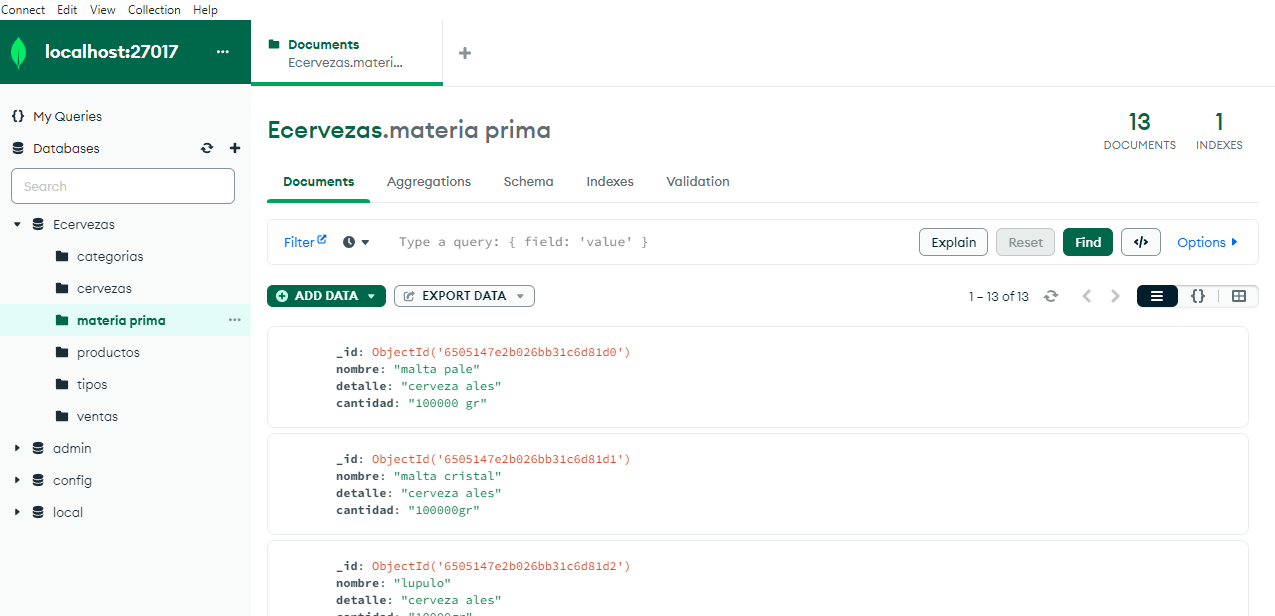 Connect Edit View Collection Help
localhost:27017 ...
Documents
Ecervezas.materi...
My Queries
Databases
Search
Ecervezas
categorias
cervezas
materia prima
productos
tipos
ventas
admin
config
local
Ecervezas.materia prima
13
DOCUMENTS
1
INDEXES
Documents Aggregations Schema Indexes Validation
Filter Type a query: { field: 'value' } Explain Reset Find </> Options
ADD DATA EXPORT DATA 1 – 13 of 13 {}
_id: ObjectId('6505147e2b026bb31c6d81d0')
nombre: "malta pale"
detalle: "cerveza ales"
cantidad: "100000 gr"
_id: ObjectId('6505147e2b026bb31c6d81d1')
nombre: "malta cristal"
detalle: "cerveza ales"
cantidad: "100000gr"
_id: ObjectId('6505147e2b026bb31c6d81d2')
nombre: "lupulo"
detalle: "cerveza ales"